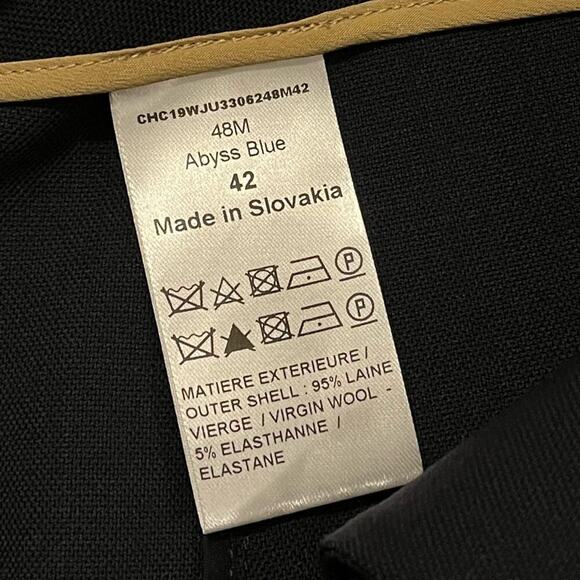 CHC19WJU3306248M42
48M
Abyss Blue
42
Made in Slovakia
P
P
MATIERE EXTERIEURE /
OUTER SHELL : 95% LAINE
VIERGE / VIRGIN WOOL -
5% ELASTHANNE /
ELASTANE